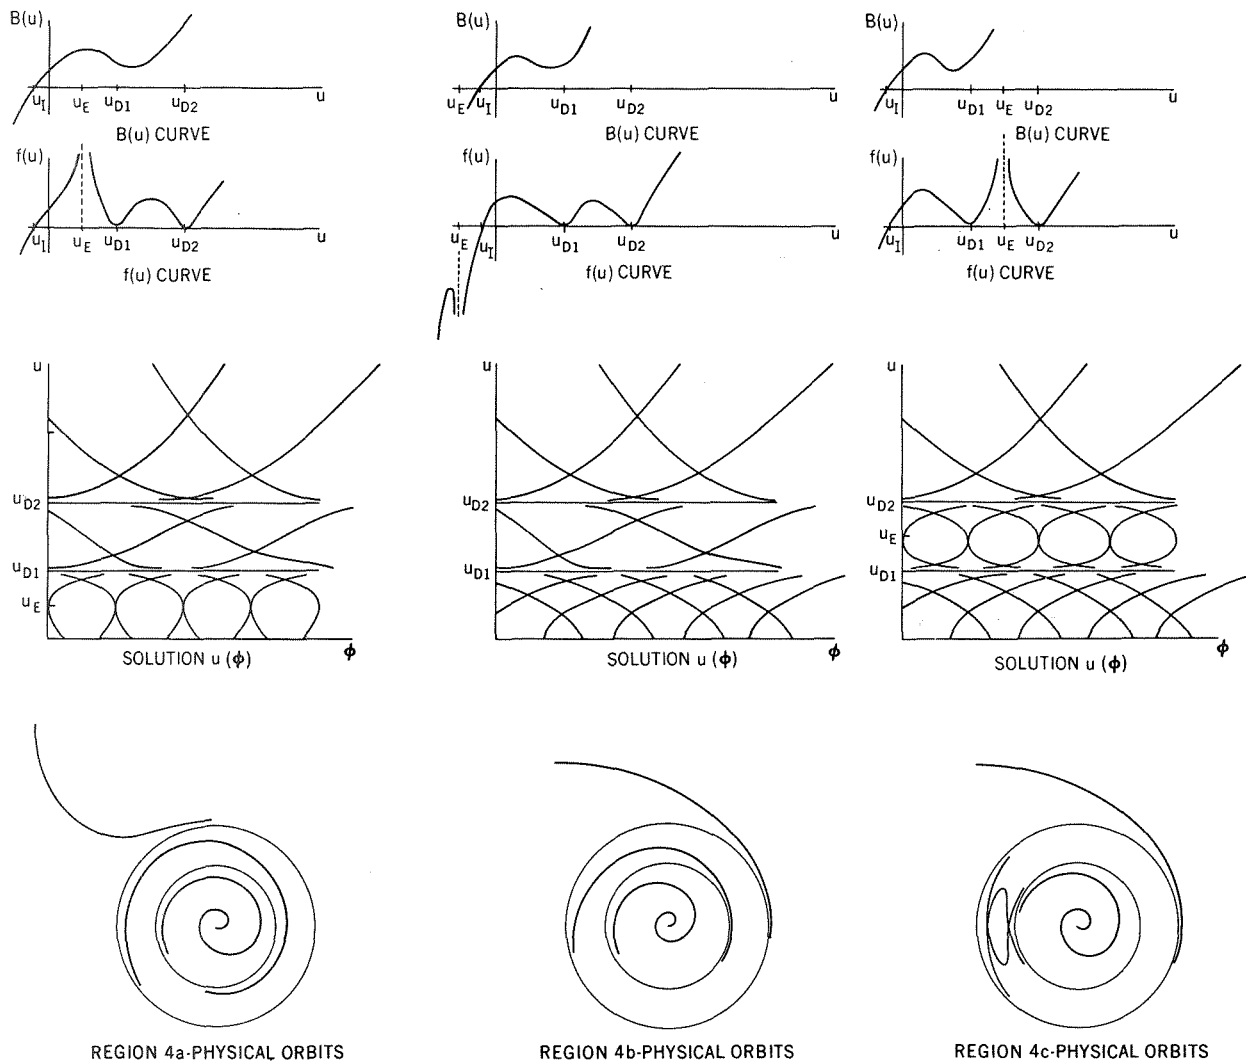 B(u)
u_I u_E u_D1 u_D2 u
B(u) CURVE
f(u)
u_I u_E u_D1 u_D2 u
f(u) CURVE
u
u_D2
u_D1
u_E
ϕ
SOLUTION u (ϕ)
REGION 4a-PHYSICAL ORBITS
B(u)
u_E u_I u_D1 u_D2 u
B(u) CURVE
f(u)
u_E u_I u_D1 u_D2 u
f(u) CURVE
u
u_D2
u_D1
ϕ
SOLUTION u (ϕ)
REGION 4b-PHYSICAL ORBITS
B(u)
u_I u_D1 u_E u_D2 u
B(u) CURVE
f(u)
u_I u_D1 u_E u_D2 u
f(u) CURVE
u
u_D2
u_E
u_D1
ϕ
SOLUTION u (ϕ)
REGION 4c-PHYSICAL ORBITS